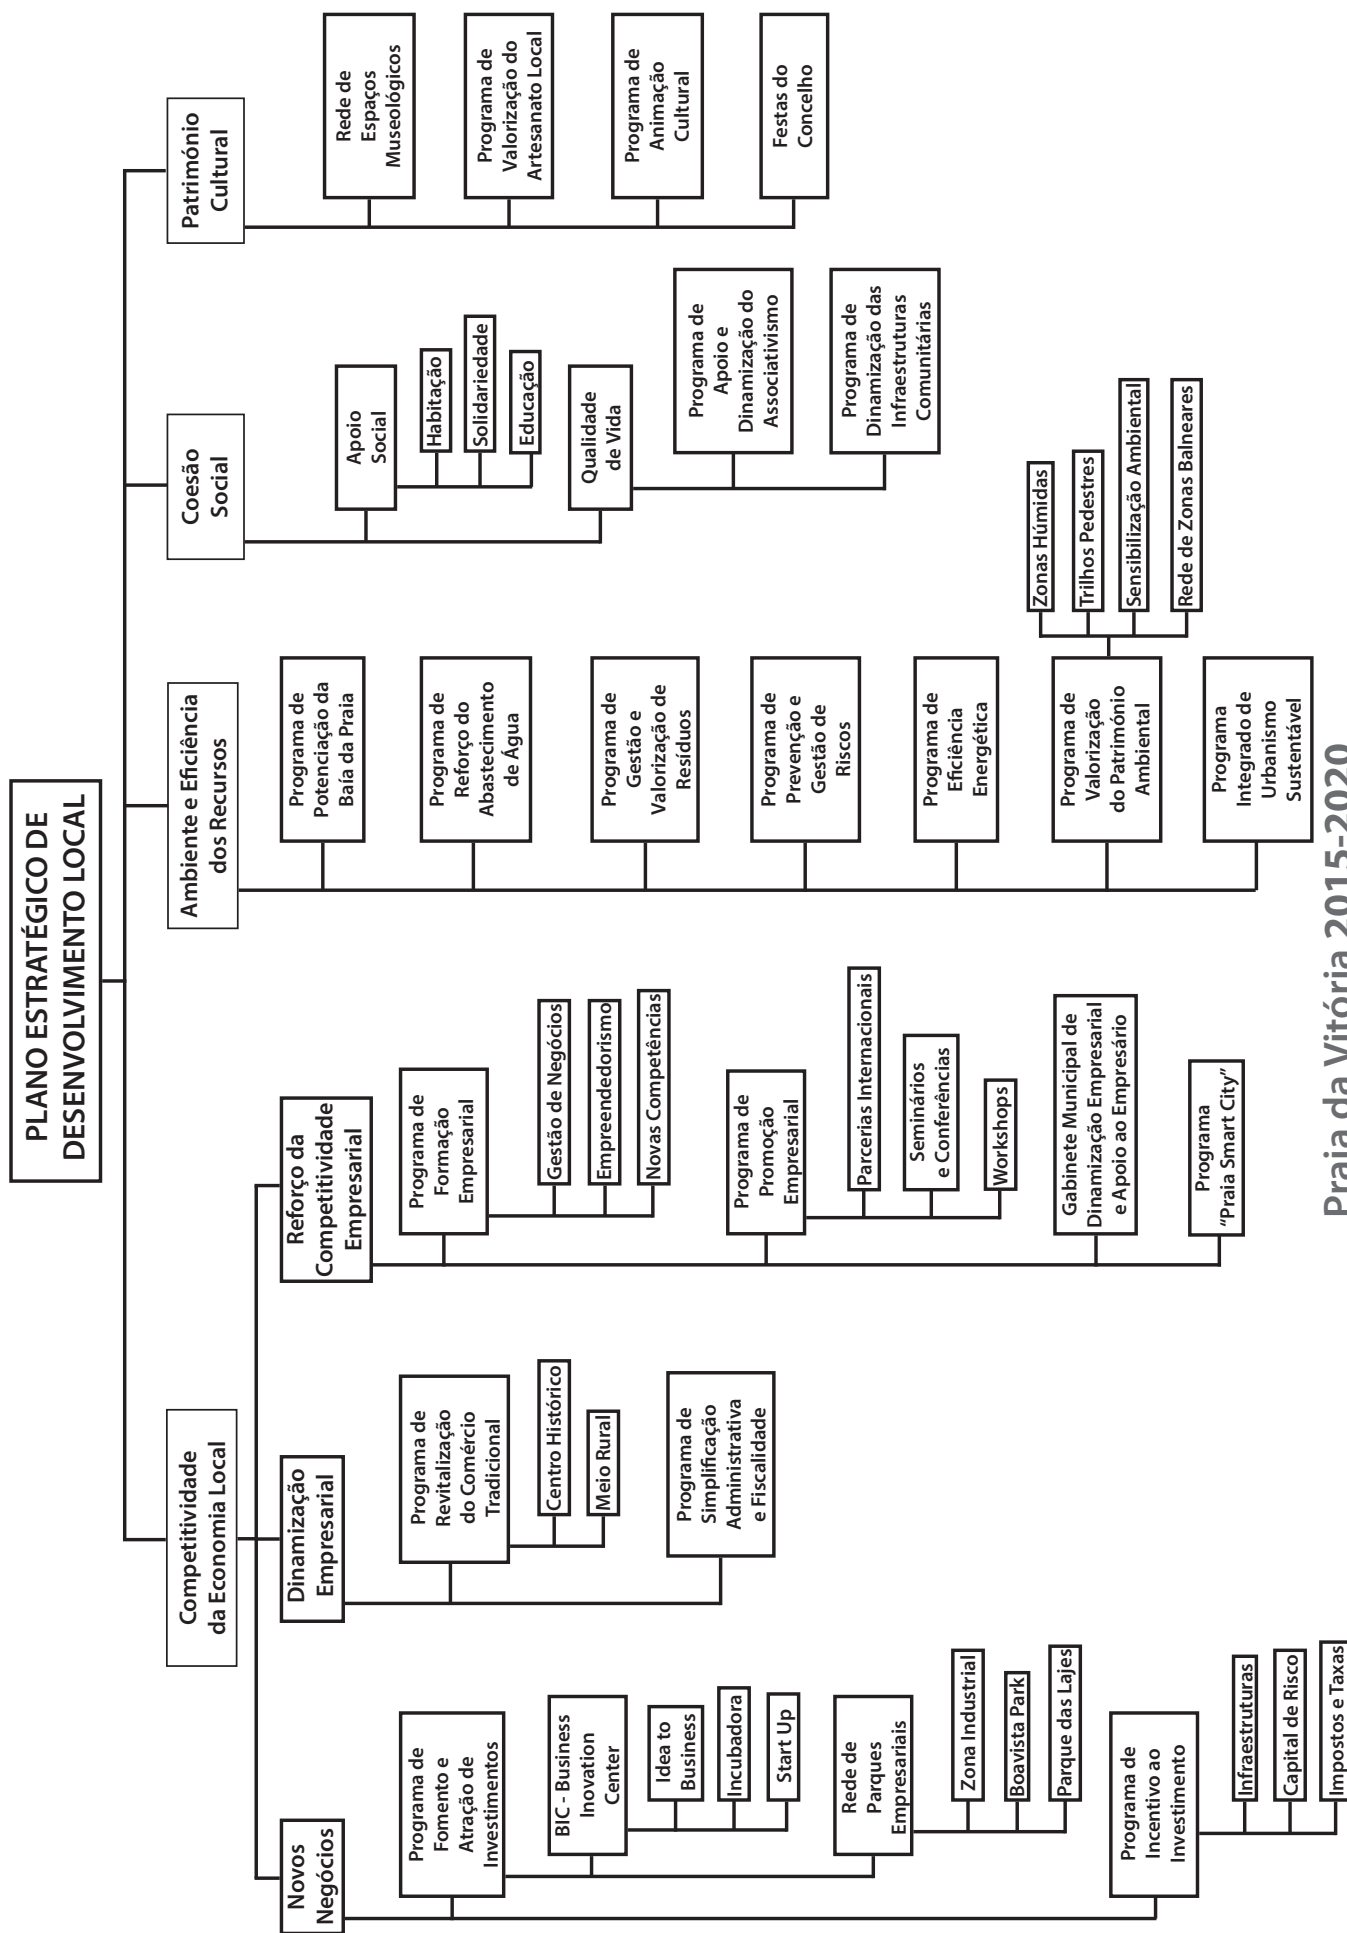 PLANO ESTRATÉGICO DE
DESENVOLVIMENTO LOCAL
Competitividade
da Economia Local
Novos
Negócios
Programa de
Fomento e
Atração de
Investimentos
BIC - Business
Inovation
Center
Idea to
Business
Incubadora
Start Up
Rede de
Parques
Empresariais
Zona Industrial
Boavista Park
Parque das Lajes
Programa de
Incentivo ao
Investimento
Infraestruturas
Capital de Risco
Impostos e Taxas
Dinamização
Empresarial
Programa de
Revitalização
do Comércio
Tradicional
Centro Histórico
Meio Rural
Programa de
Simplificação
Administrativa
e Fiscalidade
Reforço da
Competitividade
Empresarial
Programa de
Formação
Empresarial
Gestão de Negócios
Empreendedorismo
Novas Competências
Programa de
Promoção
Empresarial
Parcerias Internacionais
Seminários
e Conferências
Workshops
Gabinete Municipal de
Dinamização Empresarial
e Apoio ao Empresário
Programa
“Praia Smart City”
Ambiente e Eficiência
dos Recursos
Programa de
Potenciação da
Baía da Praia
Programa de
Reforço do
Abastecimento
de Água
Programa de
Gestão e
Valorização de
Resíduos
Programa de
Prevenção e
Gestão de
Riscos
Programa de
Eficiência
Energética
Programa de
Valorização
do Património
Ambiental
Zonas Húmidas
Trilhos Pedestres
Sensibilização Ambiental
Rede de Zonas Balneares
Programa
Integrado de
Urbanismo
Sustentável
Coesão
Social
Apoio
Social
Habitação
Solidariedade
Educação
Qualidade
de Vida
Programa de
Apoio e
Dinamização do
Associativismo
Programa de
Dinamização das
Infraestruturas
Comunitárias
Património
Cultural
Rede de
Espaços
Museológicos
Programa de
Valorização do
Artesanato Local
Programa de
Animação
Cultural
Festas do
Concelho
Praia da Vitória 2015-2020